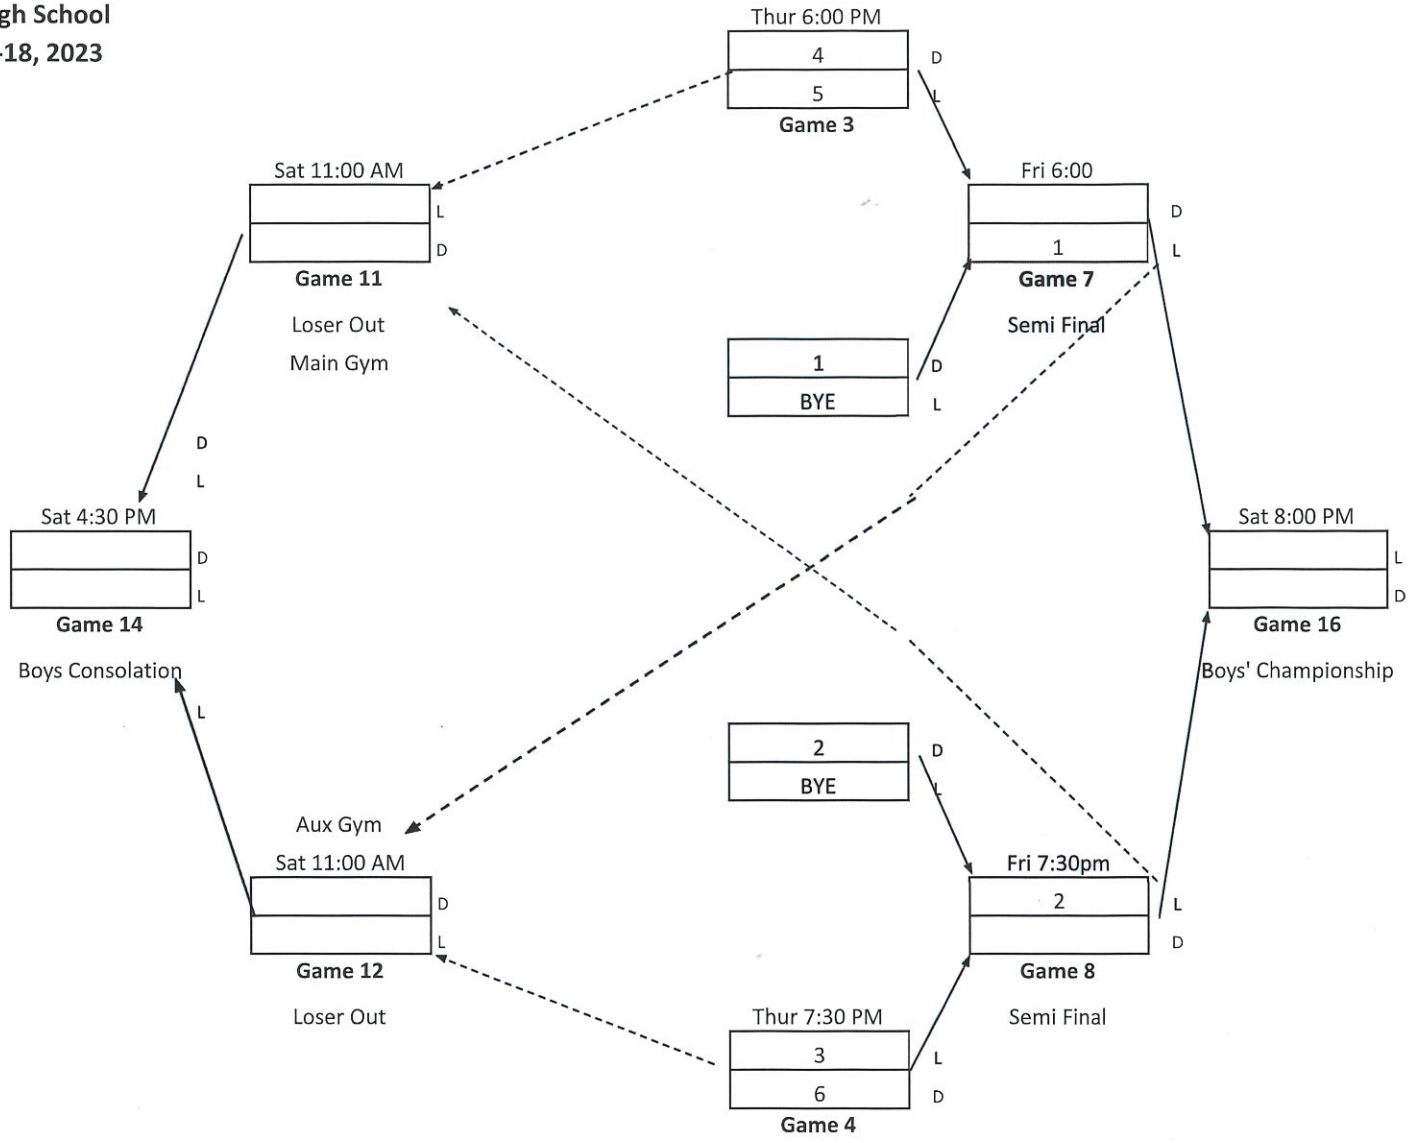 gh School
-18, 2023
Thur 6:00 PM
4 D
5 L
Game 3
Sat 11:00 AM
L
D
Game 11
Loser Out
Main Gym
Fri 6:00
D
1 L
Game 7
Semi Final
1 D
BYE L
D
L
Sat 4:30 PM
D
L
Game 14
Boys Consolation
L
Sat 8:00 PM
L
D
Game 16
Boys' Championship
2 D
BYE L
Aux Gym
Sat 11:00 AM
D
L
Game 12
Loser Out
Fri 7:30pm
2 L
D
Game 8
Semi Final
Thur 7:30 PM
3 L
6 D
Game 4